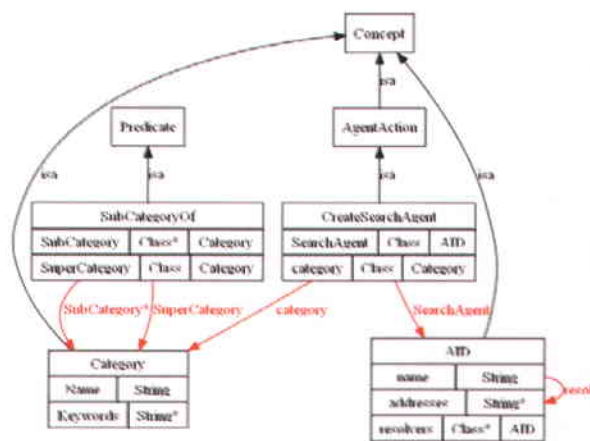 Concept
isa
Predicate
AgentAction
isa
isa
isa
isa
SubCategoryOf
CreateSearchAgent
SubCategory Class* Category
SearchAgent Class AID
SuperCategory Class Category
category Class Category
SubCategory* SuperCategory category SearchAgent
Category
AID
Name String
name String
addresses String*
Keywords String*
resolvers Class* AID